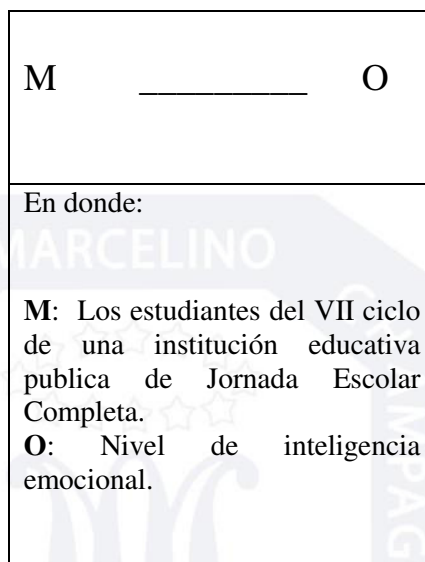 M _________ O
En donde:
MARCELINO
M: Los estudiantes del VII ciclo
de una institución educativa
publica de Jornada Escolar
Completa.
O: Nivel de inteligencia
emocional.